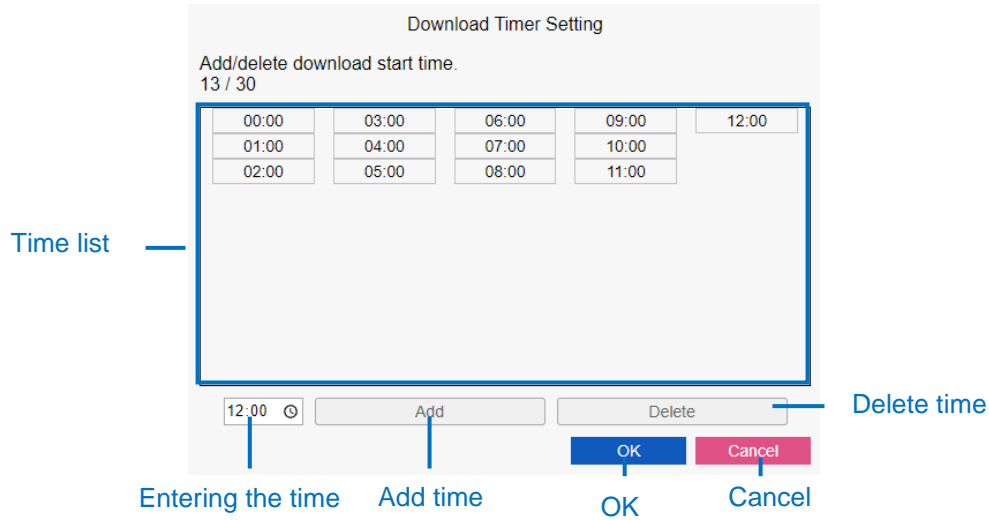 Download Timer Setting
Add/delete download start time.
13 / 30
00:00 03:00 06:00 09:00 12:00
01:00 04:00 07:00 10:00
02:00 05:00 08:00 11:00
Time list
12:00 Add Delete
Delete time
OK Cancel
Entering the time Add time OK Cancel